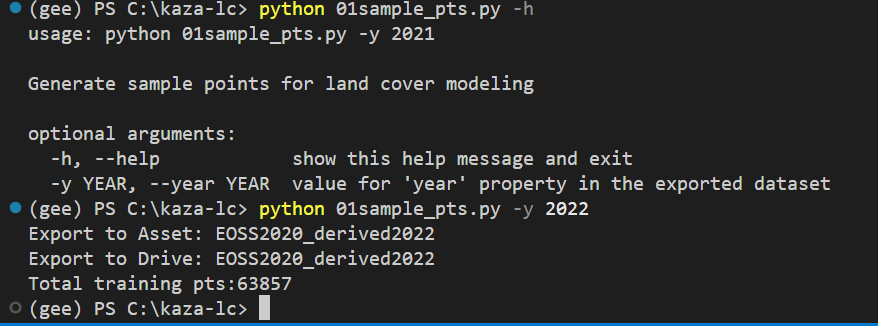 (gee) PS C:\kaza-lc> python 01sample_pts.py -h
usage: python 01sample_pts.py -y 2021
Generate sample points for land cover modeling
optional arguments:
-h, --help show this help message and exit
-y YEAR, --year YEAR value for 'year' property in the exported dataset
(gee) PS C:\kaza-lc> python 01sample_pts.py -y 2022
Export to Asset: EOSS2020_derived2022
Export to Drive: EOSS2020_derived2022
Total training pts:63857
(gee) PS C:\kaza-lc>